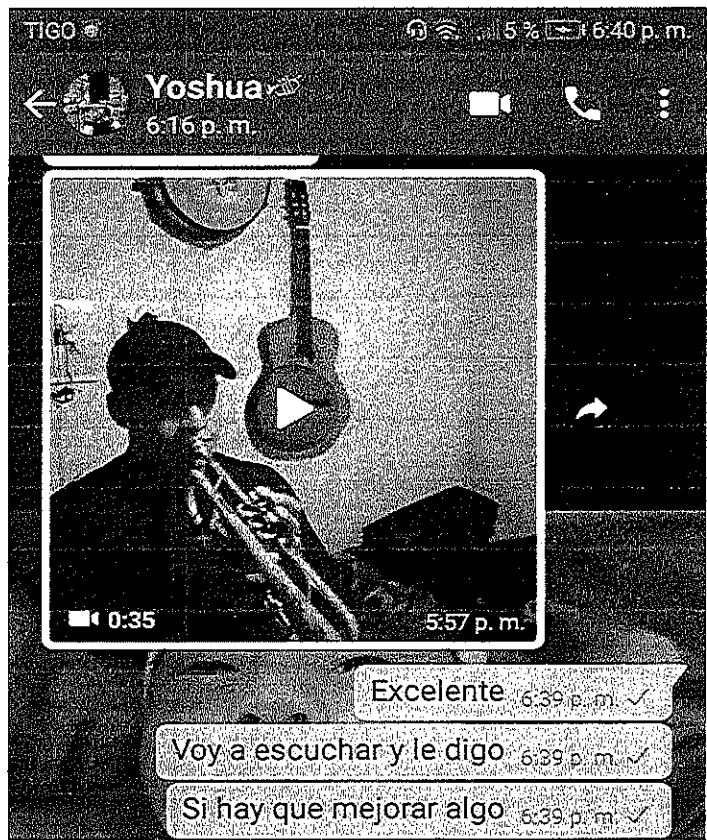 TIGO 5 % 6:40 p. m.
Yoshua
6:16 p. m.
0:35 5:57 p. m.
Excelente 6:39 p. m.
Voy a escuchar y le digo 6:39 p. m.
Si hay que mejorar algo 6:39 p. m.